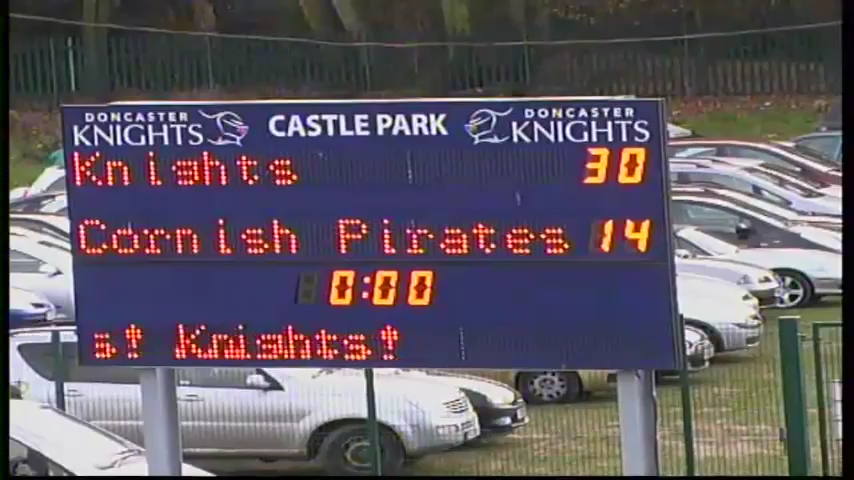 DONCASTER KNIGHTS CASTLE PARK DONCASTER KNIGHTS
Knights 30
Cornish Pirates 14
0:00
s! Knights!